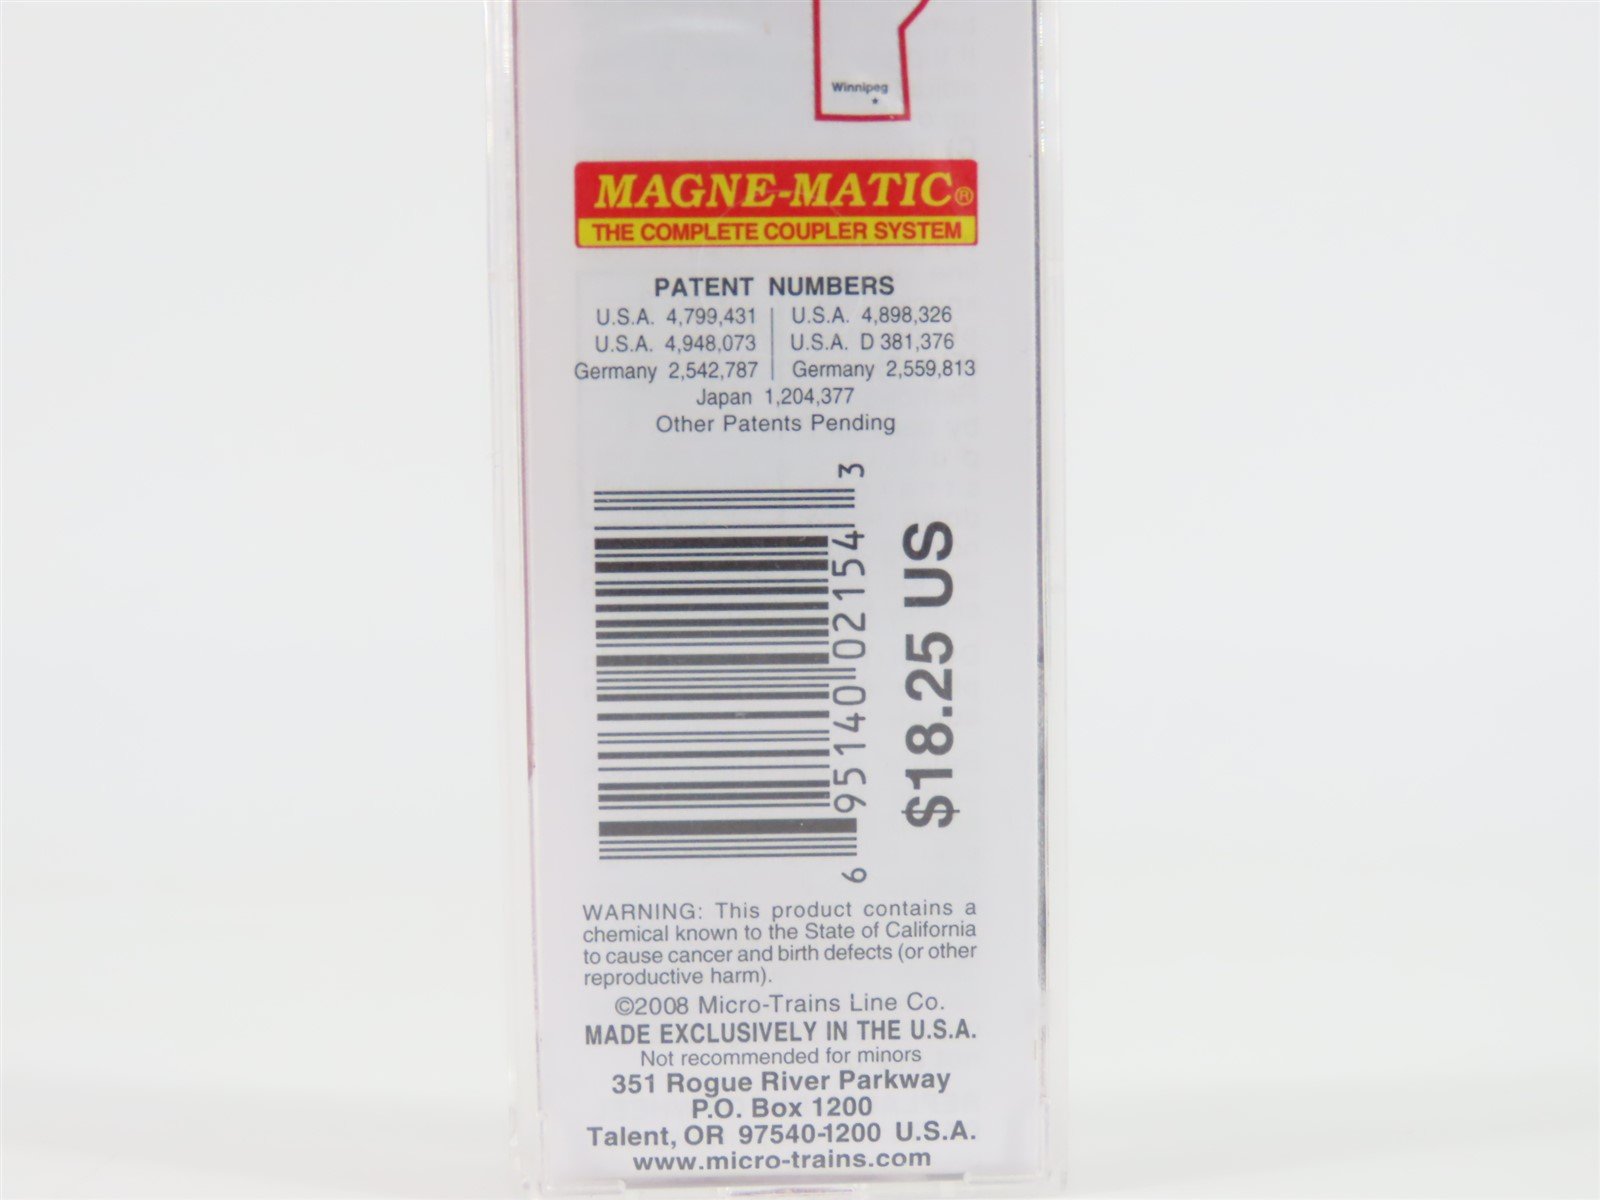 Winnipeg
MAGNE-MATIC®
THE COMPLETE COUPLER SYSTEM
PATENT NUMBERS
U.S.A. 4,799,431 | U.S.A. 4,898,326
U.S.A. 4,948,073 | U.S.A. D 381,376
Germany 2,542,787 | Germany 2,559,813
Japan 1,204,377
Other Patents Pending
6 95140 02154 3
$18.25 US
WARNING: This product contains a
chemical known to the State of California
to cause cancer and birth defects (or other
reproductive harm).
©2008 Micro-Trains Line Co.
MADE EXCLUSIVELY IN THE U.S.A.
Not recommended for minors
351 Rogue River Parkway
P.O. Box 1200
Talent, OR 97540-1200 U.S.A.
www.micro-trains.com